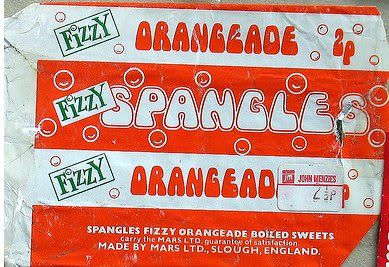 FIZZY ORANGEADE 2p
FIZZY SPANGLES
FIZZY ORANGEAD
JOHN MENZIES
SPANGLES FIZZY ORANGEADE BOILED SWEETS
carry the MARS LTD. guarantee of satisfaction.
MADE BY MARS LTD., SLOUGH, ENGLAND.